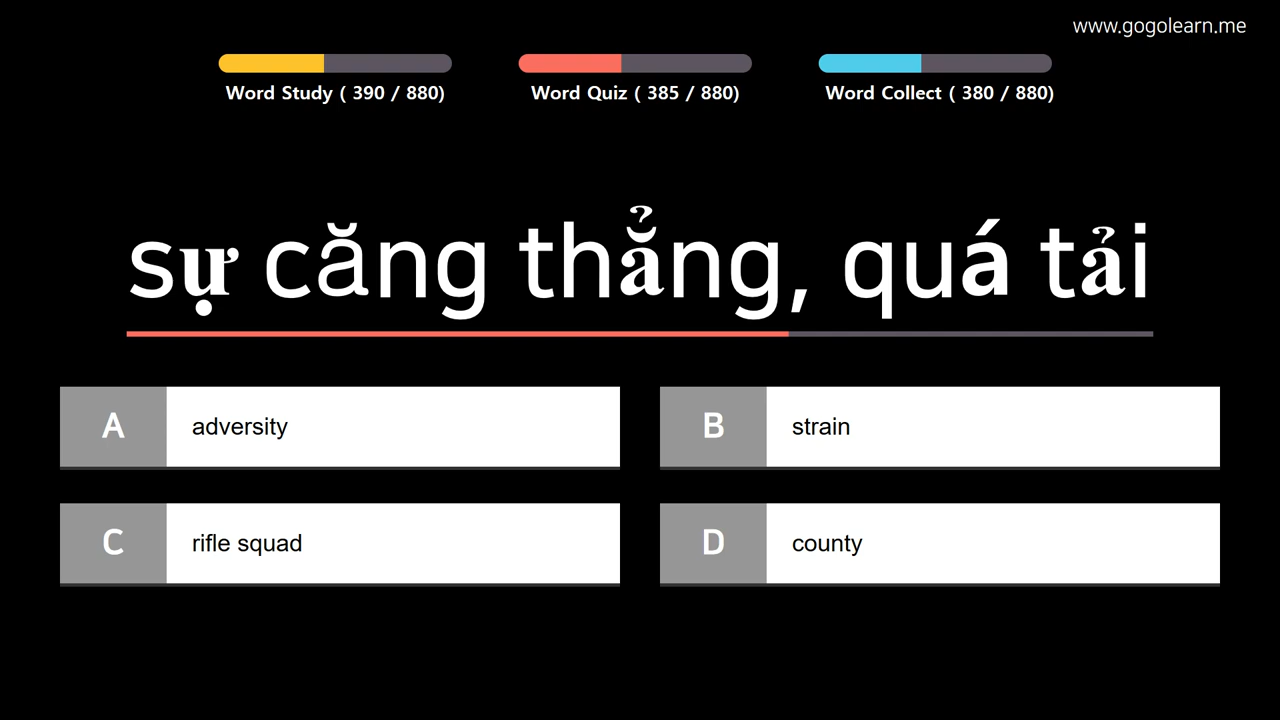 www.gogolearn.me
Word Study ( 390 / 880)
Word Quiz ( 385 / 880)
Word Collect ( 380 / 880)
sự căng thẳng, quá tải
A adversity
B strain
C rifle squad
D county